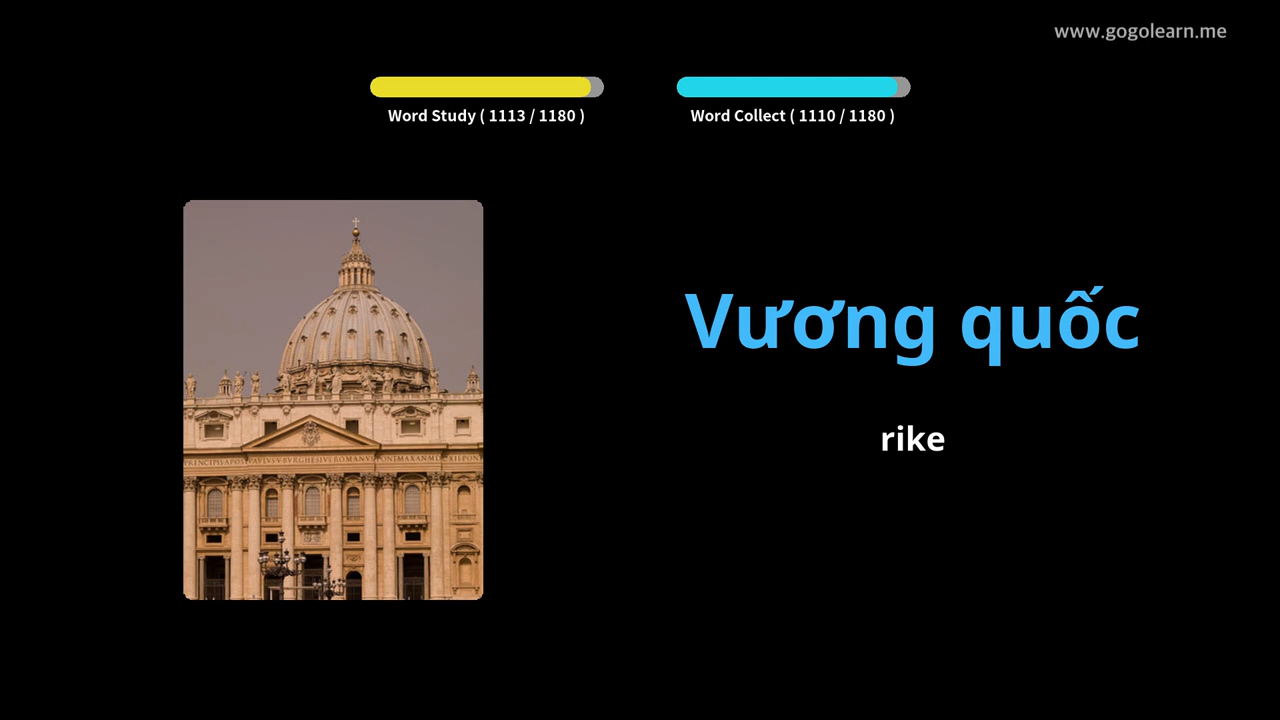 www.gogolearn.me
Word Study ( 1113 / 1180 )
Word Collect ( 1110 / 1180 )
Vương quốc
rike